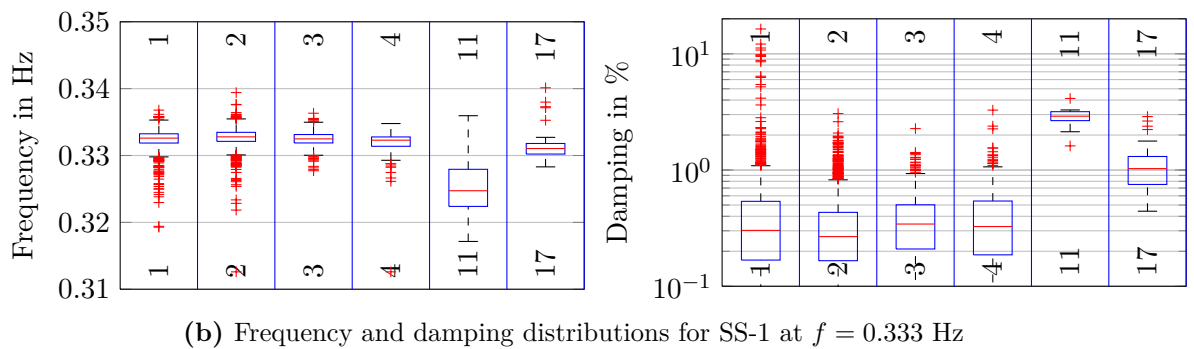 0.35
0.34
0.33
0.32
0.31
Frequency in Hz
1 2 3 4 11 17
1 2 3 4 11 17
10^1
10^0
10^−1
Damping in %
1 2 3 4 11 17
1 2 3 4 11 17
(b) Frequency and damping distributions for SS-1 at f = 0.333 Hz